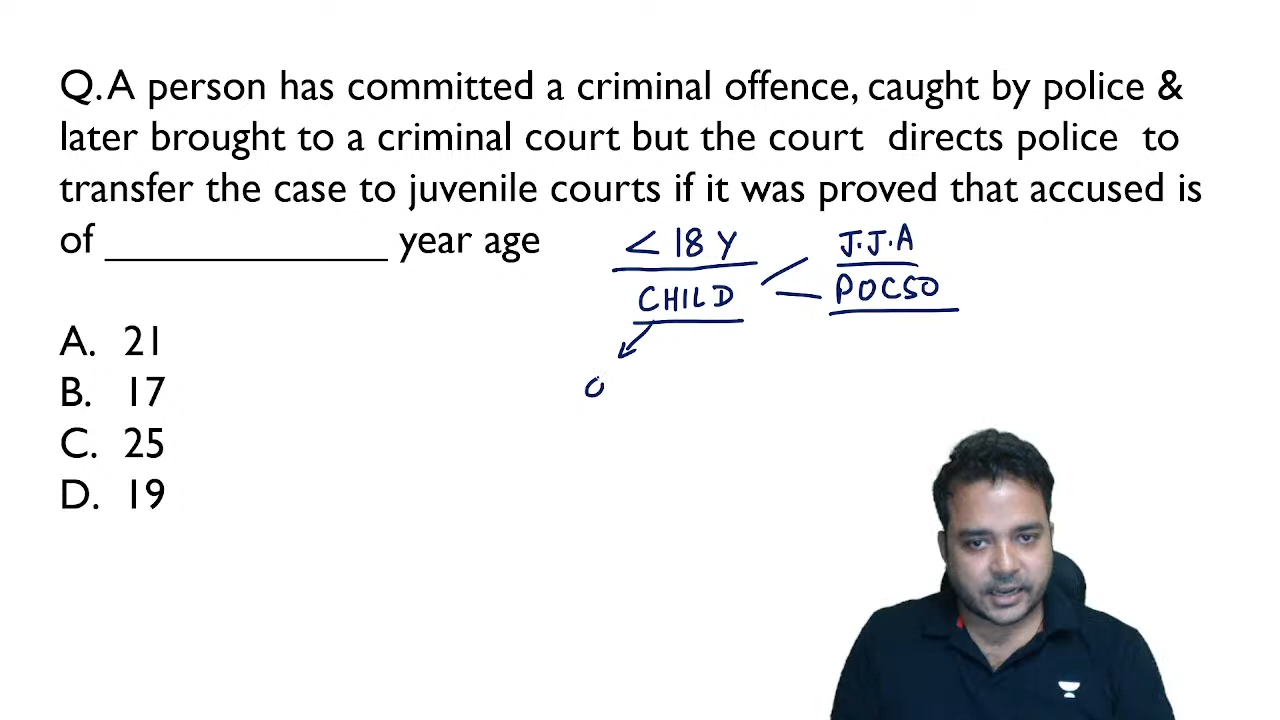 Q. A person has committed a criminal offence, caught by police &
later brought to a criminal court but the court directs police to
transfer the case to juvenile courts if it was proved that accused is
of ______________ year age
< 18 Y
J.J.A
CHILD
POCSO
A. 21
B. 17
C. 25
D. 19